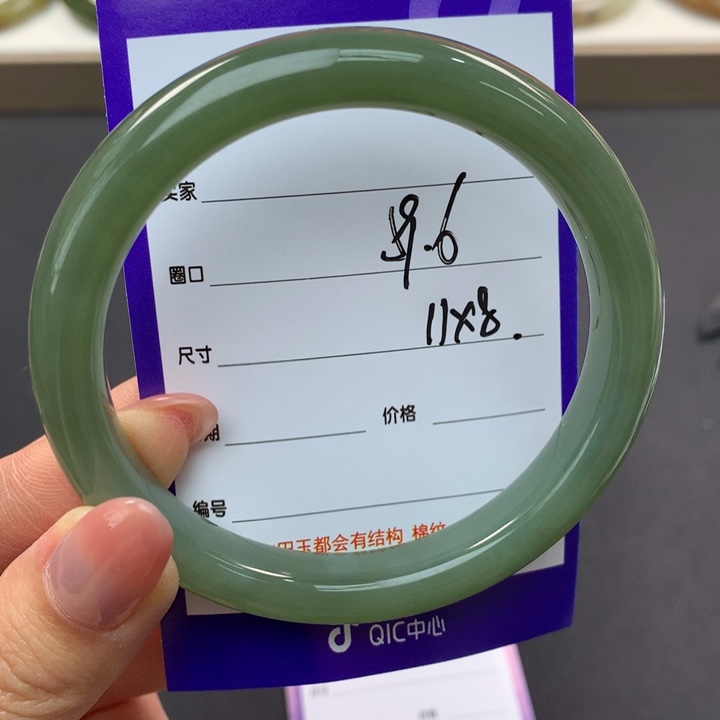 卖家
圈口 59.6
尺寸 11x8.
期 价格
编号
田玉都会有结构 棉纹
QIC中心